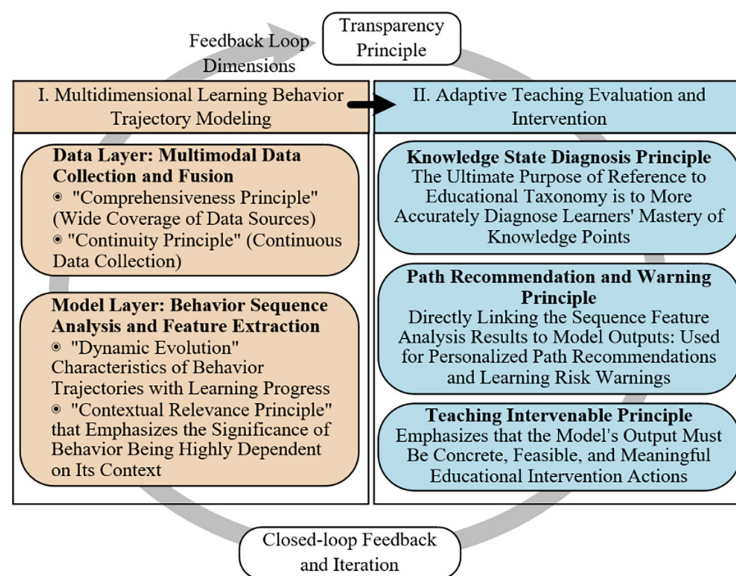 Transparency
Principle
Feedback Loop
Dimensions
I. Multidimensional Learning Behavior
Trajectory Modeling
II. Adaptive Teaching Evaluation and
Intervention
Data Layer: Multimodal Data
Collection and Fusion
◉ "Comprehensiveness Principle"
(Wide Coverage of Data Sources)
◉ "Continuity Principle" (Continuous
Data Collection)
Model Layer: Behavior Sequence
Analysis and Feature Extraction
◉ "Dynamic Evolution"
Characteristics of Behavior
Trajectories with Learning Progress
◉ "Contextual Relevance Principle"
that Emphasizes the Significance of
Behavior Being Highly Dependent
on Its Context
Knowledge State Diagnosis Principle
The Ultimate Purpose of Reference to
Educational Taxonomy is to More
Accurately Diagnose Learners' Mastery of
Knowledge Points
Path Recommendation and Warning
Principle
Directly Linking the Sequence Feature
Analysis Results to Model Outputs: Used
for Personalized Path Recommendations
and Learning Risk Warnings
Teaching Intervenable Principle
Emphasizes that the Model's Output Must
Be Concrete, Feasible, and Meaningful
Educational Intervention Actions
Closed-loop Feedback
and Iteration